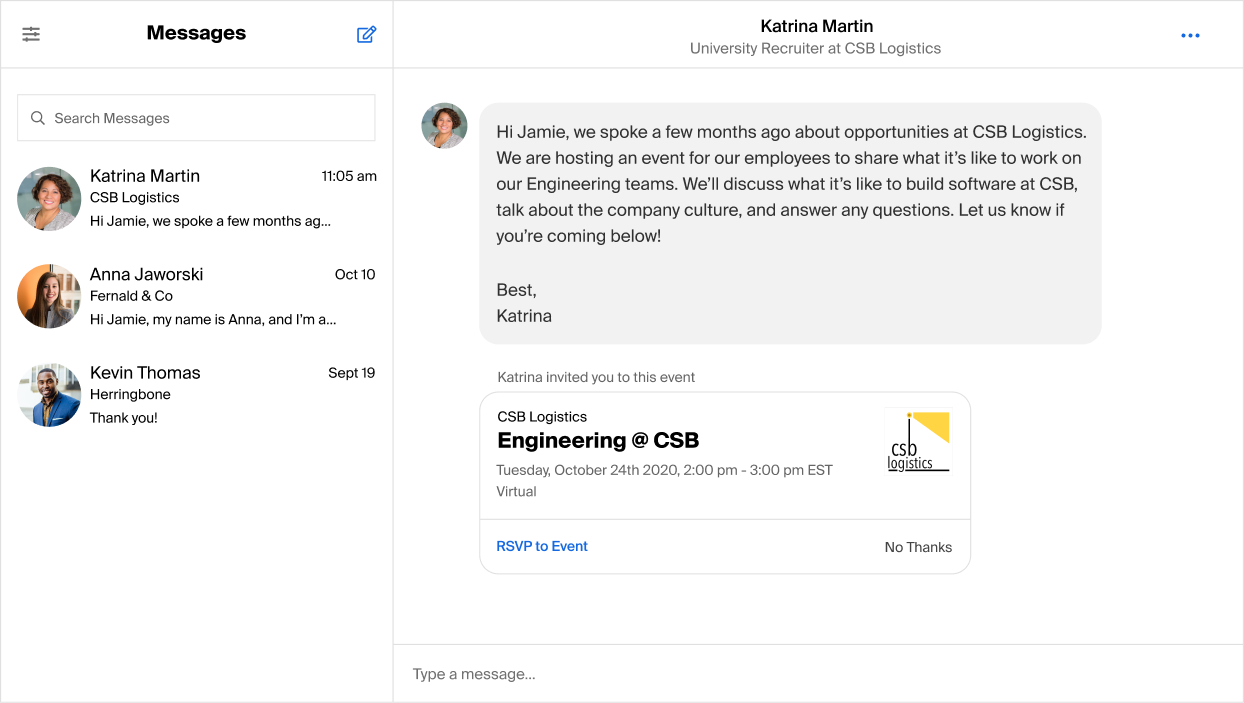 Messages
Search Messages
Katrina Martin
11:05 am
CSB Logistics
Hi Jamie, we spoke a few months ag...
Anna Jaworski
Oct 10
Fernald & Co
Hi Jamie, my name is Anna, and I’m a...
Kevin Thomas
Sept 19
Herringbone
Thank you!
Katrina Martin
University Recruiter at CSB Logistics
Hi Jamie, we spoke a few months ago about opportunities at CSB Logistics.
We are hosting an event for our employees to share what it’s like to work on
our Engineering teams. We’ll discuss what it’s like to build software at CSB,
talk about the company culture, and answer any questions. Let us know if
you’re coming below!
Best,
Katrina
Katrina invited you to this event
CSB Logistics
Engineering @ CSB
Tuesday, October 24th 2020, 2:00 pm - 3:00 pm EST
Virtual
csb
logistics
RSVP to Event
No Thanks
Type a message...